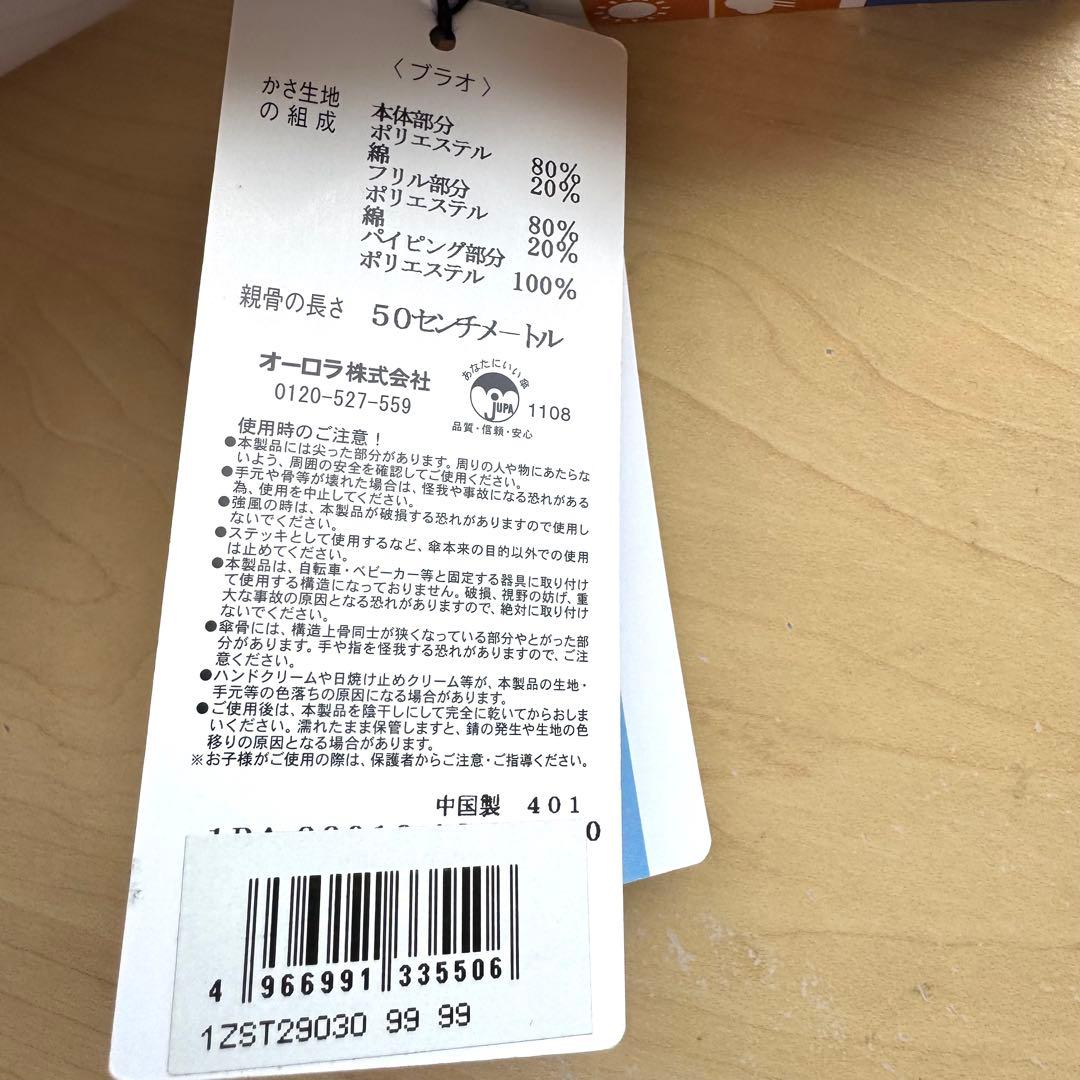 〈ブラオ〉
かさ生地
の組成
本体部分
ポリエステル 80%
綿 20%
フリル部分
ポリエステル 80%
綿 20%
パイピング部分
ポリエステル 100%
親骨の長さ 50センチメートル
オーロラ株式会社
0120-527-559
あなたにいい傘
JUPA
品質・信頼・安心
1108
使用時のご注意！
●本製品には尖った部分があります。周りの人や物にあたらな
いよう、周囲の安全を確認してご使用ください。
●手元や骨等が壊れた場合は、怪我や事故になる恐れがある
為、使用を中止してください。
●強風の時は、本製品が破損する恐れがありますので使用し
ないでください。
●ステッキとして使用するなど、傘本来の目的以外での使用
は止めてください。
●本製品は、自転車・ベビーカー等と固定する器具に取り付け
て使用する構造になっておりません。破損、視野の妨げ、重
大な事故の原因となる恐れがありますので、絶対に取り付け
ないでください。
●傘骨には、構造上骨同士が狭くなっている部分やとがった部
分があります。手や指を怪我する恐れがありますので、ご注
意ください。
●ハンドクリームや日焼け止めクリーム等が、本製品の生地・
手元等の色落ちの原因になる場合があります。
●ご使用後は、本製品を陰干しにして完全に乾いてからおしま
いください。濡れたまま保管しますと、錆の発生や生地の色
移りの原因となる場合があります。
※お子様がご使用の際は、保護者からご注意・ご指導ください。
中国製 401
4 966991 335506
1ZST29030 99 99